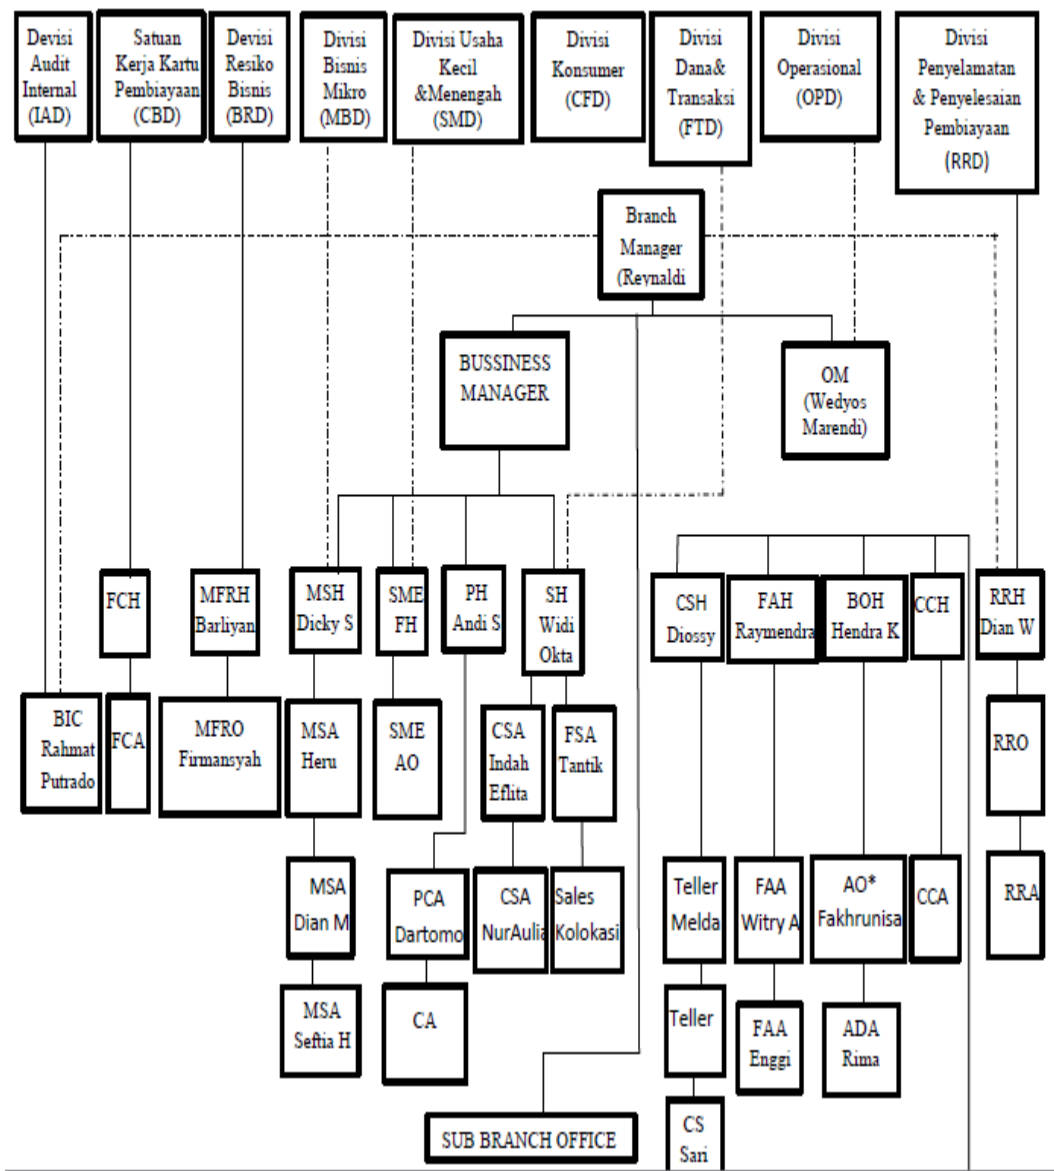 Devisi
Audit
Internal
(IAD)
Satuan
Kerja Kartu
Pembiayaan
(CBD)
Devisi
Resiko
Bisnis
(BRD)
Divisi
Bisnis
Mikro
(MBD)
Divisi Usaha
Kecil
&Menengah
(SMD)
Divisi
Konsumer
(CFD)
Divisi
Dana&
Transaksi
(FTD)
Divisi
Operasional
(OPD)
Divisi
Penyelamatan
& Penyelesaian
Pembiayaan
(RRD)
Branch
Manager
(Reynaldi
BUSSINESS
MANAGER
OM
(Wedyos
Marendi)
FCH
MFRH
Barliyan
MSH
Dicky S
SME
FH
PH
Andi S
SH
Widi
Okta
CSH
Diossy
FAH
Raymendra
BOH
Hendra K
CCH
RRH
Dian W
BIC
Rahmat
Putrado
FCA
MFRO
Firmansyah
MSA
Heru
SME
AO
CSA
Indah
Eflita
FSA
Tantik
RRO
MSA
Dian M
PCA
Dartomo
CSA
NurAulia
Sales
Kolokasi
Teller
Melda
FAA
Witry A
AO*
Fakhrunisa
CCA
RRA
MSA
Seftia H
CA
Teller
FAA
Enggi
ADA
Rima
SUB BRANCH OFFICE
CS
Sari